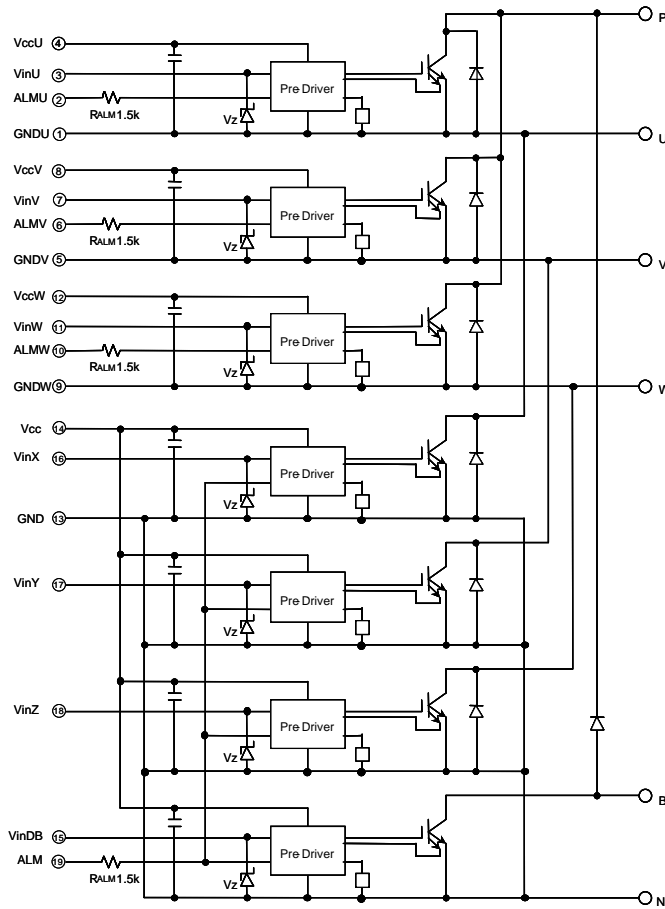 P
VccU 4
VinU 3
Pre Driver
ALMU 2
RALM1.5k
Vz
GNDU 1
U
VccV 8
VinV 7
Pre Driver
ALMV 6
RALM1.5k
Vz
GNDV 5
V
VccW 12
VinW 11
Pre Driver
ALMW 10
RALM1.5k
Vz
GNDW 9
W
Vcc 14
VinX 16
Pre Driver
Vz
GND 13
VinY 17
Pre Driver
Vz
VinZ 18
Pre Driver
Vz
B
VinDB 15
Pre Driver
ALM 19
RALM1.5k
Vz
N